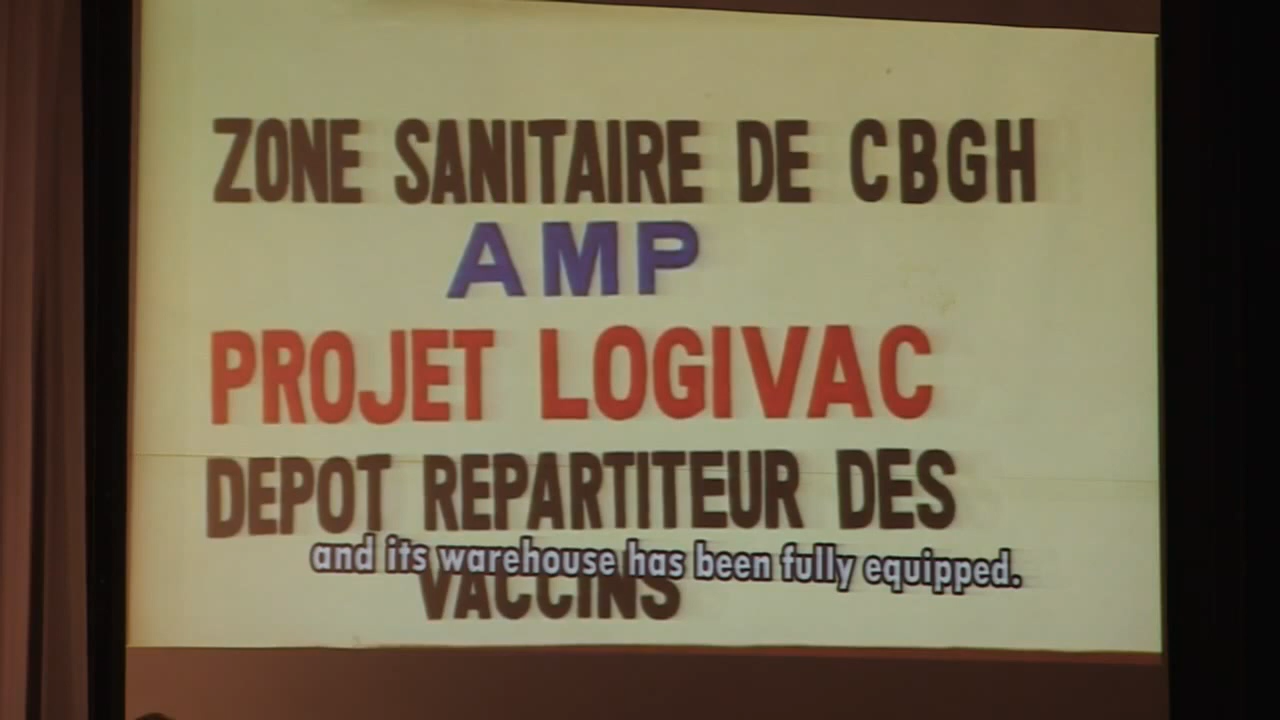 ZONE SANITAIRE DE CBGH
AMP
PROJET LOGIVAC
DEPOT REPARTITEUR DES
and its warehouse has been fully equipped.
VACCINS